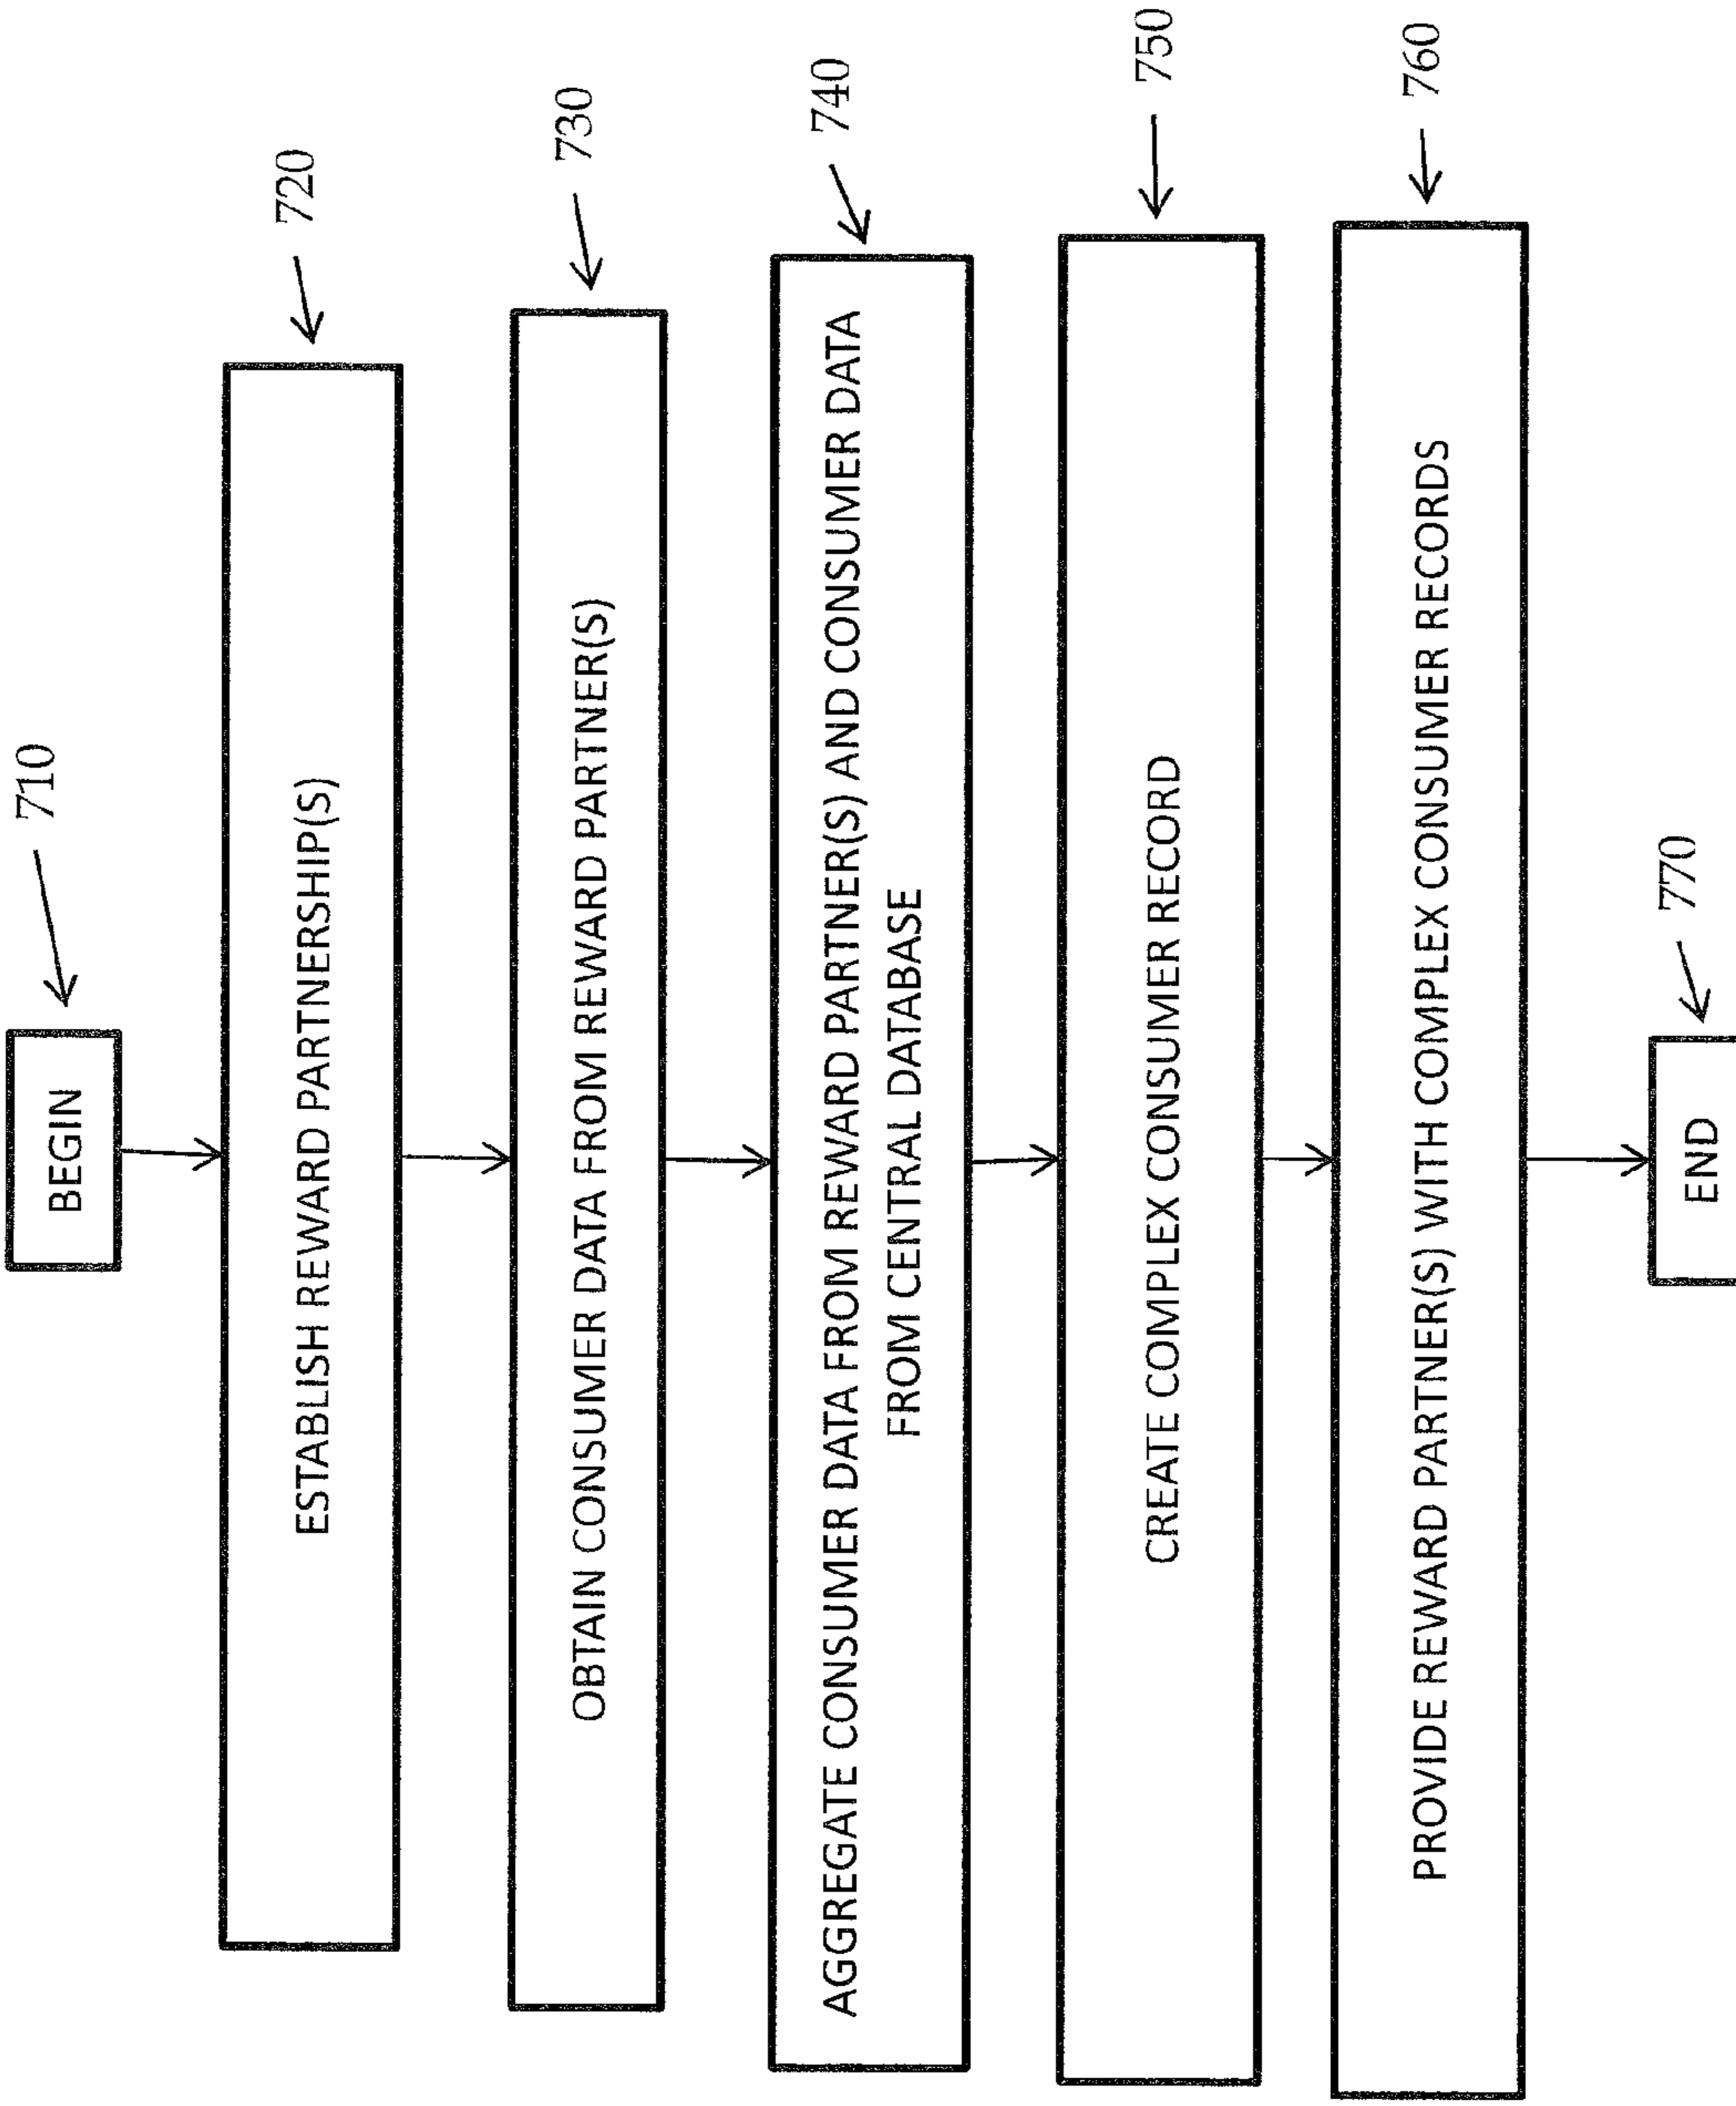 BEGIN
710
ESTABLISH REWARD PARTNERSHIP(S)
720
OBTAIN CONSUMER DATA FROM REWARD PARTNER(S)
730
AGGREGATE CONSUMER DATA FROM REWARD PARTNER(S) AND CONSUMER DATA
FROM CENTRAL DATABASE
740
CREATE COMPLEX CONSUMER RECORD
750
PROVIDE REWARD PARTNER(S) WITH COMPLEX CONSUMER RECORDS
760
END
770